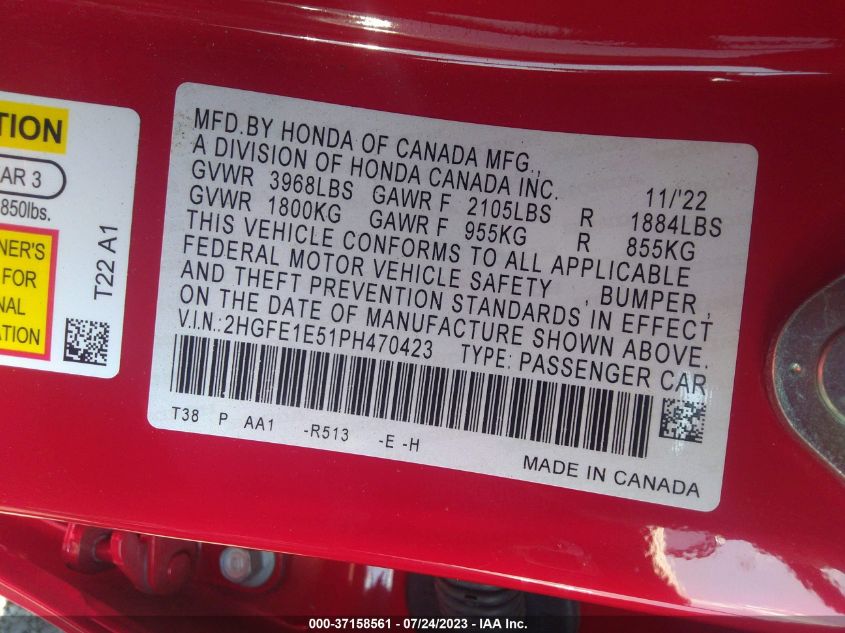 TION
AR 3
850lbs.
NER'S
FOR
NAL
ATION
T22 A1
MFD.BY HONDA OF CANADA MFG.,
A DIVISION OF HONDA CANADA INC. 11/'22
GVWR 3968LBS GAWR F 2105LBS R 1884LBS
GVWR 1800KG GAWR F 955KG R 855KG
THIS VEHICLE CONFORMS TO ALL APPLICABLE
FEDERAL MOTOR VEHICLE SAFETY , BUMPER ,
AND THEFT PREVENTION STANDARDS IN EFFECT
ON THE DATE OF MANUFACTURE SHOWN ABOVE.
V.I.N.:2HGFE1E51PH470423 TYPE: PASSENGER CAR
T38 P AA1 -R513 -E -H
MADE IN CANADA
000-37158561 / 07/24/2023 / IAA Inc.